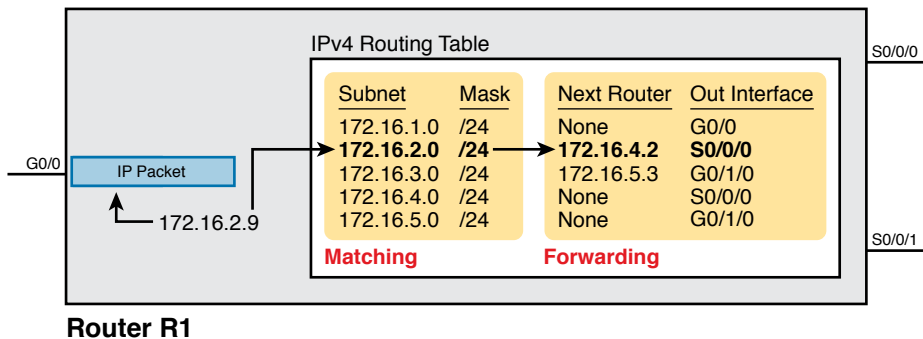 IPv4 Routing Table
S0/0/0
Subnet Mask Next Router Out Interface
172.16.1.0 /24 None G0/0
172.16.2.0 /24 172.16.4.2 S0/0/0
172.16.3.0 /24 172.16.5.3 G0/1/0
172.16.4.0 /24 None S0/0/0
172.16.5.0 /24 None G0/1/0
G0/0
IP Packet
172.16.2.9
Matching Forwarding
S0/0/1
Router R1